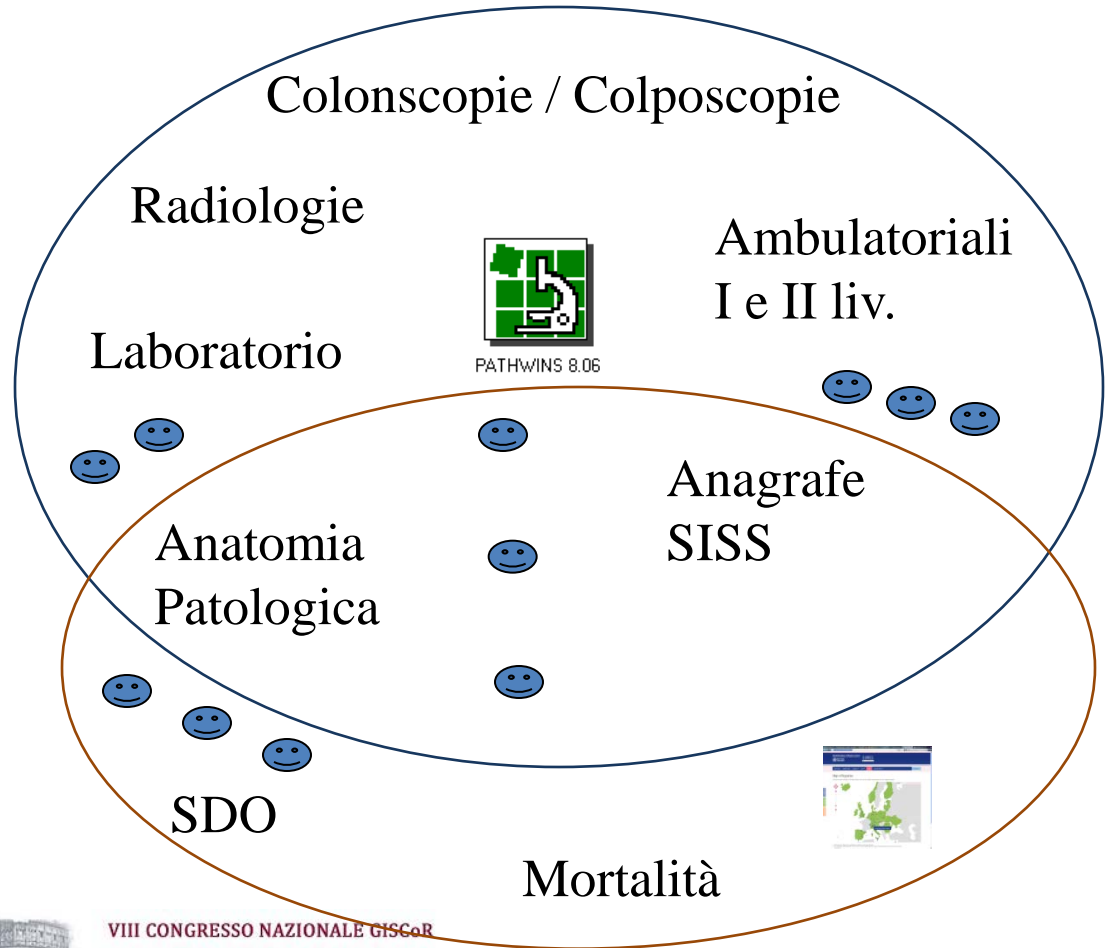 Colonscopie / Colposcopie
Radiologie
Ambulatoriali
I e II liv.
Laboratorio
PATHWINS 8.06
Anagrafe
SISS
Anatomia
Patologica
SDO
Mortalità
VIII CONGRESSO NAZIONALE GISCoR